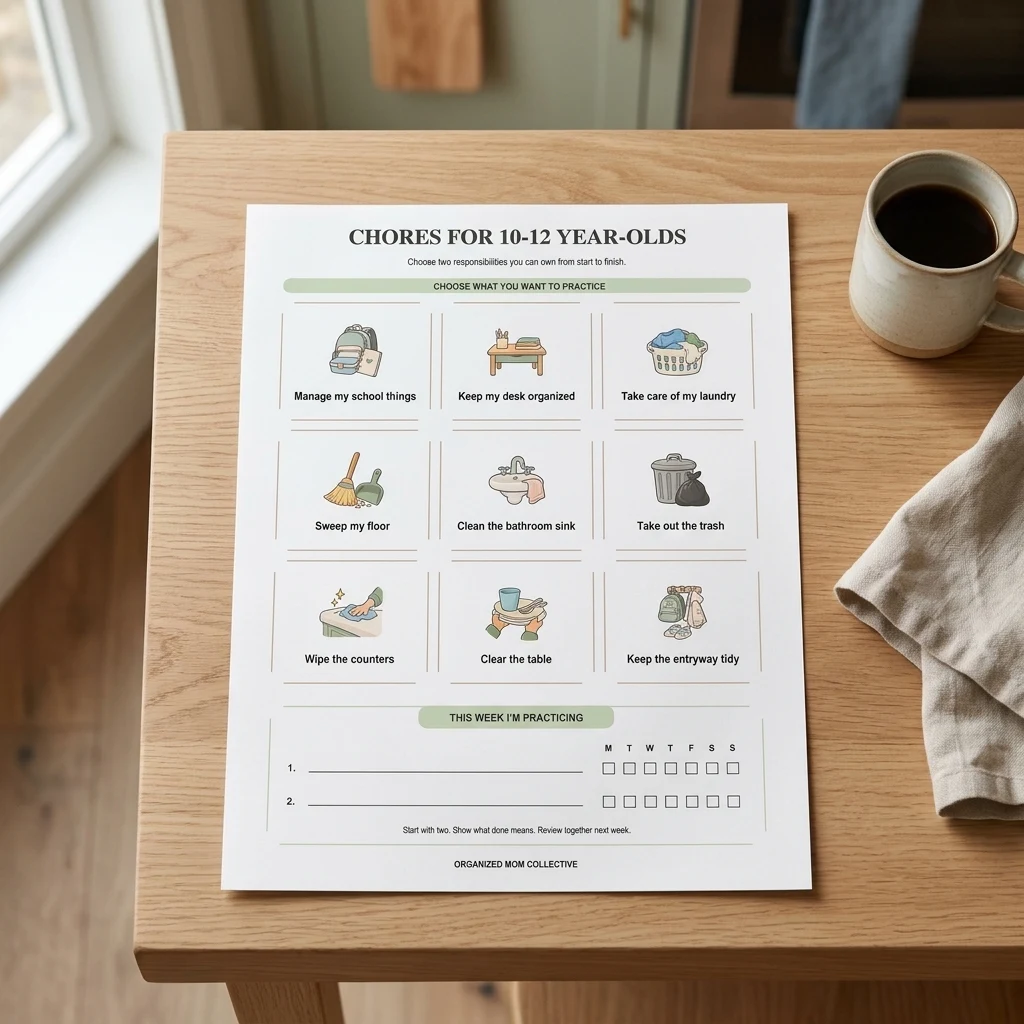 CHORES FOR 10-12 YEAR-OLDS
Choose two responsibilities you can own from start to finish.
CHOOSE WHAT YOU WANT TO PRACTICE
Manage my school things
Keep my desk organized
Take care of my laundry
Sweep my floor
Clean the bathroom sink
Take out the trash
Wipe the counters
Clear the table
Keep the entryway tidy
THIS WEEK I'M PRACTICING
M T W T F S S
1.
2.
Start with two. Show what done means. Review together next week.
ORGANIZED MOM COLLECTIVE